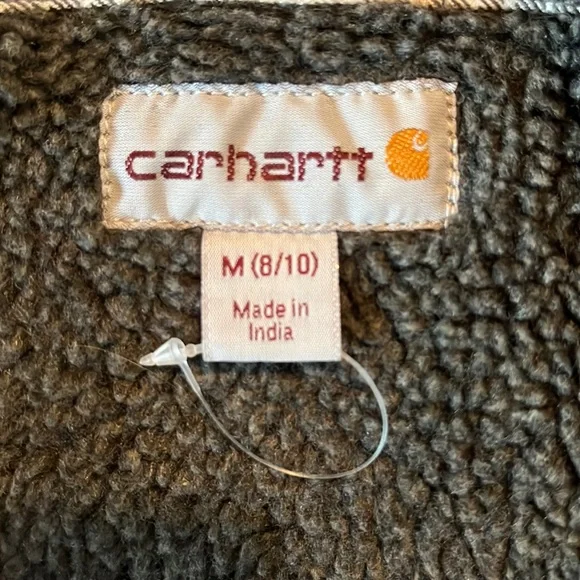 carhartt
M (8/10)
Made in
India